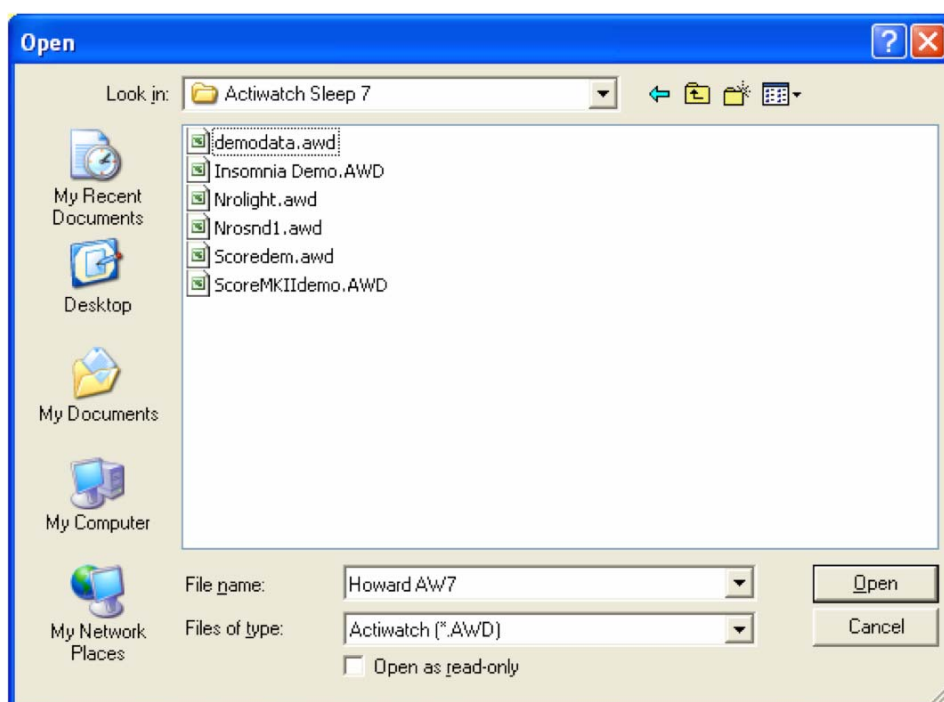 Open
Look in: Actiwatch Sleep 7
demodata.awd
Insomnia Demo.AWD
Nrolight.awd
Nrosnd1.awd
Scoredem.awd
ScoreMKIIdemo.AWD
My Recent
Documents
Desktop
My Documents
My Computer
My Network
Places
File name: Howard AW7 Open
Files of type: Actiwatch (*.AWD) Cancel
Open as read-only